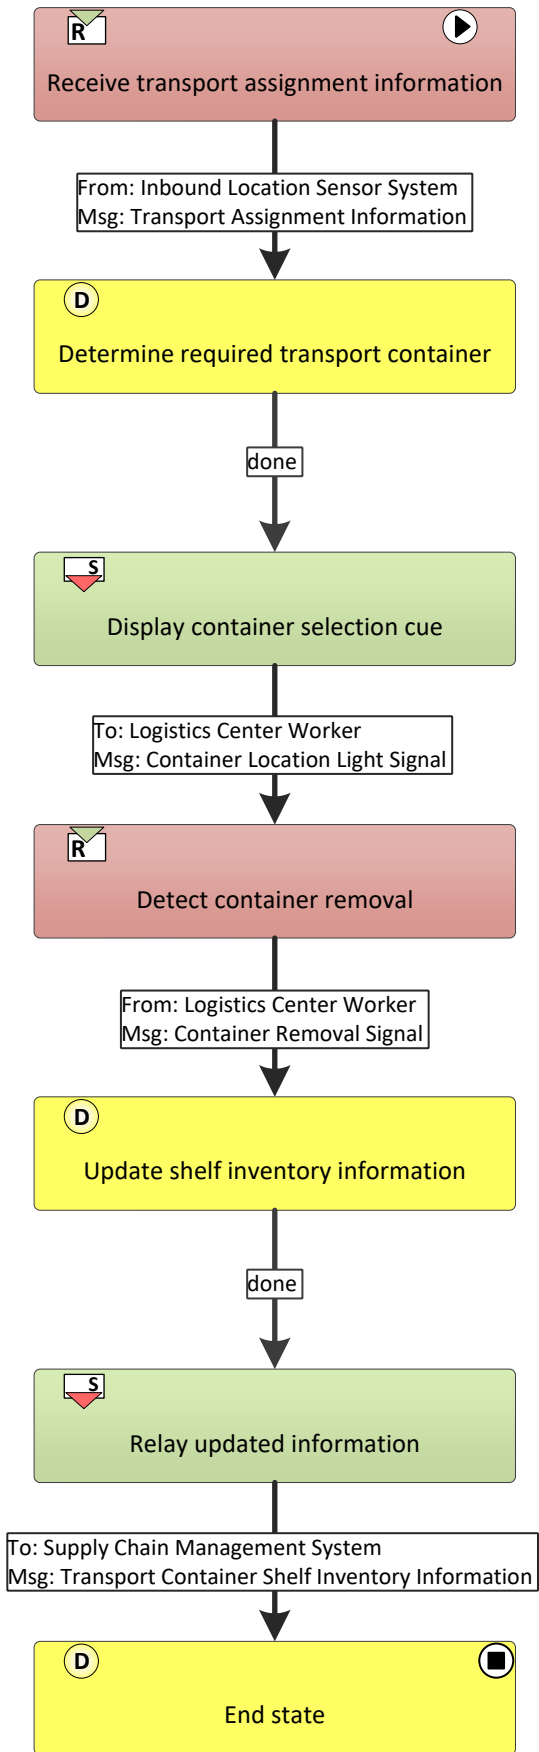 R
Receive transport assignment information
From: Inbound Location Sensor System
Msg: Transport Assignment Information
D
Determine required transport container
done
S
Display container selection cue
To: Logistics Center Worker
Msg: Container Location Light Signal
R
Detect container removal
From: Logistics Center Worker
Msg: Container Removal Signal
D
Update shelf inventory information
done
S
Relay updated information
To: Supply Chain Management System
Msg: Transport Container Shelf Inventory Information
D
End state